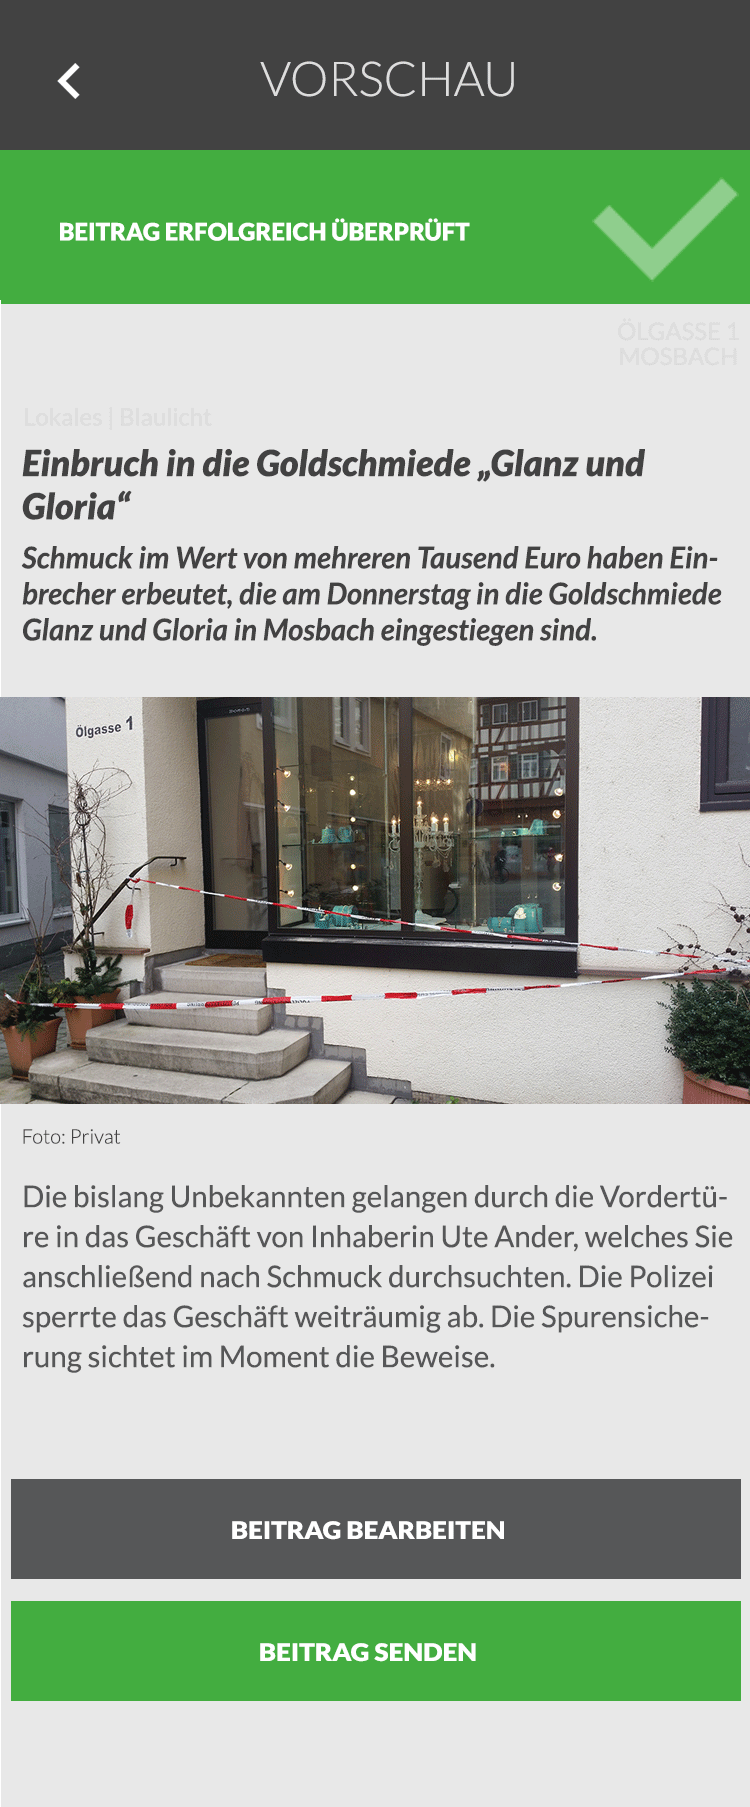 VORSCHAU
BEITRAG ERFOLGREICH ÜBERPRÜFT
ÖLGASSE 1
MOSBACH
Lokales | Blaulicht
Einbruch in die Goldschmiede „Glanz und
Gloria“
Schmuck im Wert von mehreren Tausend Euro haben Ein-
brecher erbeutet, die am Donnerstag in die Goldschmiede
Glanz und Gloria in Mosbach eingestiegen sind.
Ölgasse 1
Foto: Privat
Die bislang Unbekannten gelangen durch die Vordertü-
re in das Geschäft von Inhaberin Ute Ander, welches Sie
anschließend nach Schmuck durchsuchten. Die Polizei
sperrte das Geschäft weiträumig ab. Die Spurensiche-
rung sichtet im Moment die Beweise.
BEITRAG BEARBEITEN
BEITRAG SENDEN